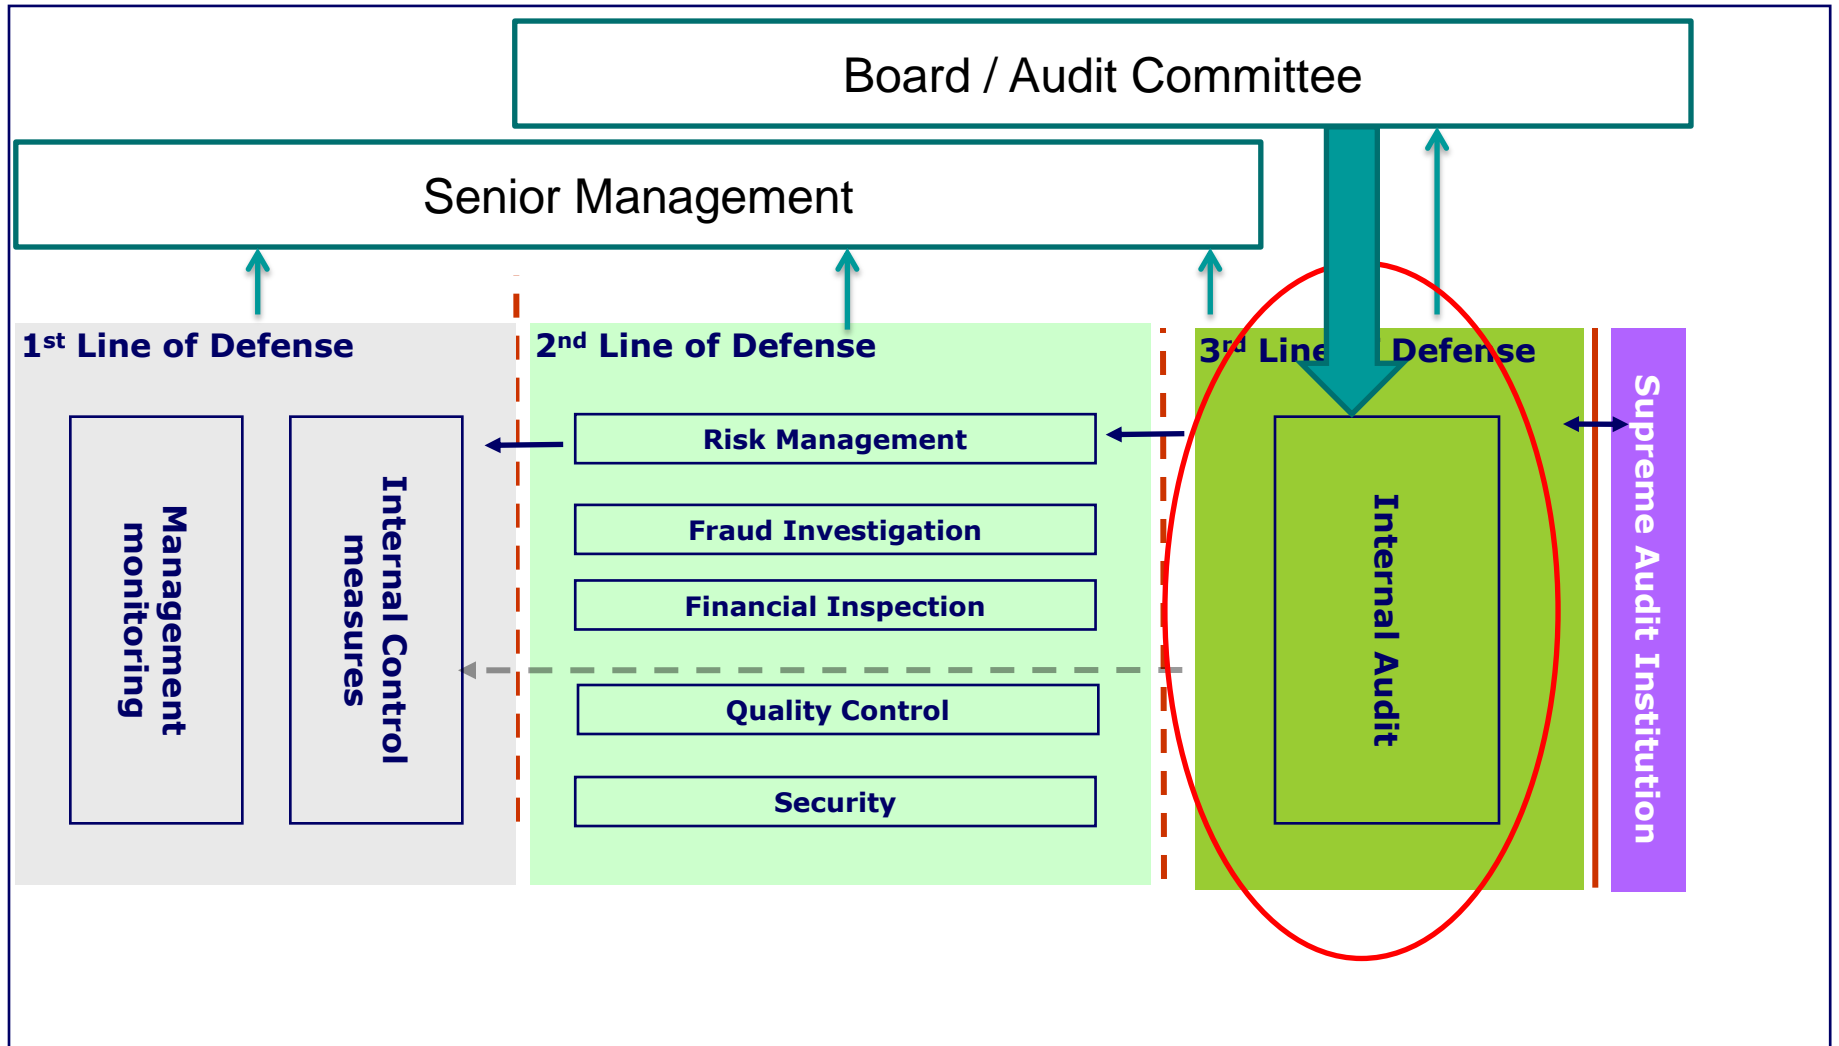 Board / Audit Committee
Senior Management
1st Line of Defense
Management
monitoring
Internal Control
measures
2nd Line of Defense
Risk Management
Fraud Investigation
Financial Inspection
Quality Control
Security
3rd Line of Defense
Internal Audit
Supreme Audit Institution